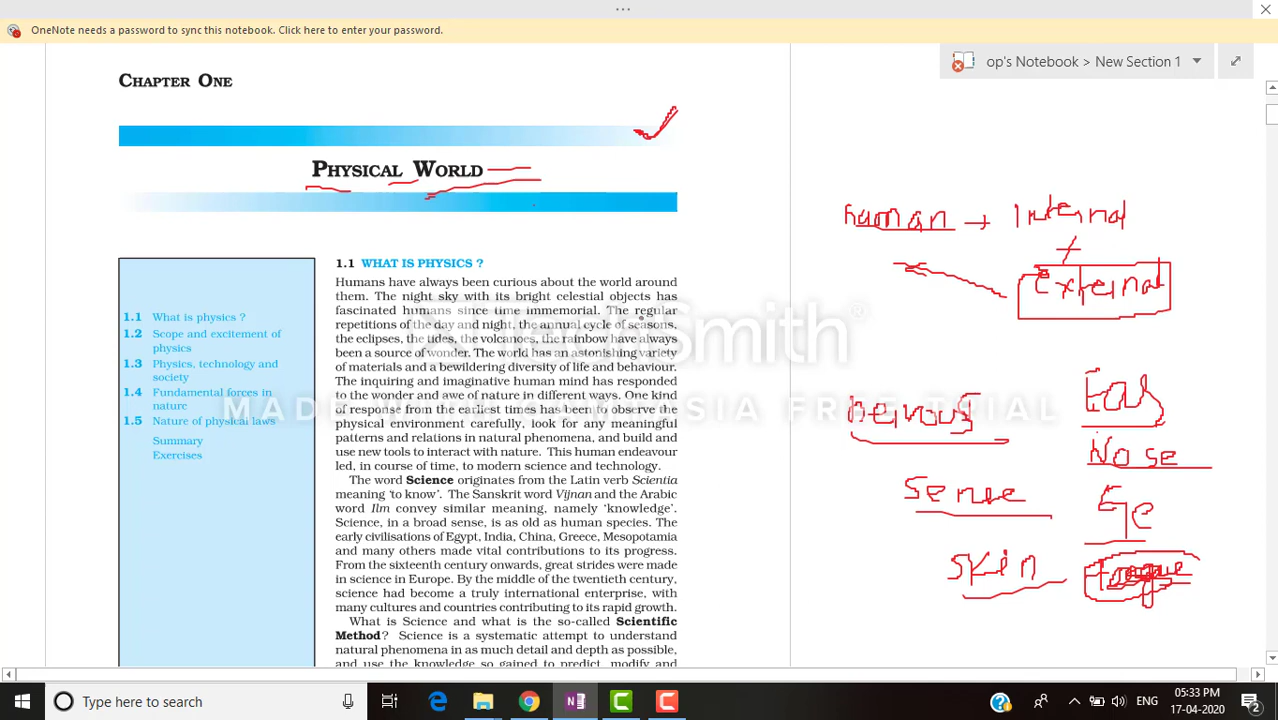 OneNote needs a password to sync this notebook. Click here to enter your password.
op's Notebook > New Section 1
CHAPTER ONE
PHYSICAL WORLD
1.1 What is physics ?
1.2 Scope and excitement of
physics
1.3 Physics, technology and
society
1.4 Fundamental forces in
nature
1.5 Nature of physical laws
Summary
Exercises
1.1 WHAT IS PHYSICS ?
Humans have always been curious about the world around
them. The night sky with its bright celestial objects has
fascinated humans since time immemorial. The regular
repetitions of the day and night, the annual cycle of seasons,
the eclipses, the tides, the volcanoes, the rainbow have always
been a source of wonder. The world has an astonishing variety
of materials and a bewildering diversity of life and behaviour.
The inquiring and imaginative human mind has responded
to the wonder and awe of nature in different ways. One kind
of response from the earliest times has been to observe the
physical environment carefully, look for any meaningful
patterns and relations in natural phenomena, and build and
use new tools to interact with nature. This human endeavour
led, in course of time, to modern science and technology.
The word Science originates from the Latin verb Scientia
meaning 'to know'. The Sanskrit word Vijnan and the Arabic
word Ilm convey similar meaning, namely 'knowledge'.
Science, in a broad sense, is as old as human species. The
early civilisations of Egypt, India, China, Greece, Mesopotamia
and many others made vital contributions to its progress.
From the sixteenth century onwards, great strides were made
in science in Europe. By the middle of the twentieth century,
science had become a truly international enterprise, with
many cultures and countries contributing to its rapid growth.
What is Science and what is the so-called Scientific
Method? Science is a systematic attempt to understand
natural phenomena in as much detail and depth as possible,
and use the knowledge so gained to predict, modify and
human → Internal
+
External
Nose
sense
Eye
skin
TechSmith®
MADE WITH CAMTASIA FREE TRIAL
Type here to search
ENG
05:33 PM
17-04-2020
2